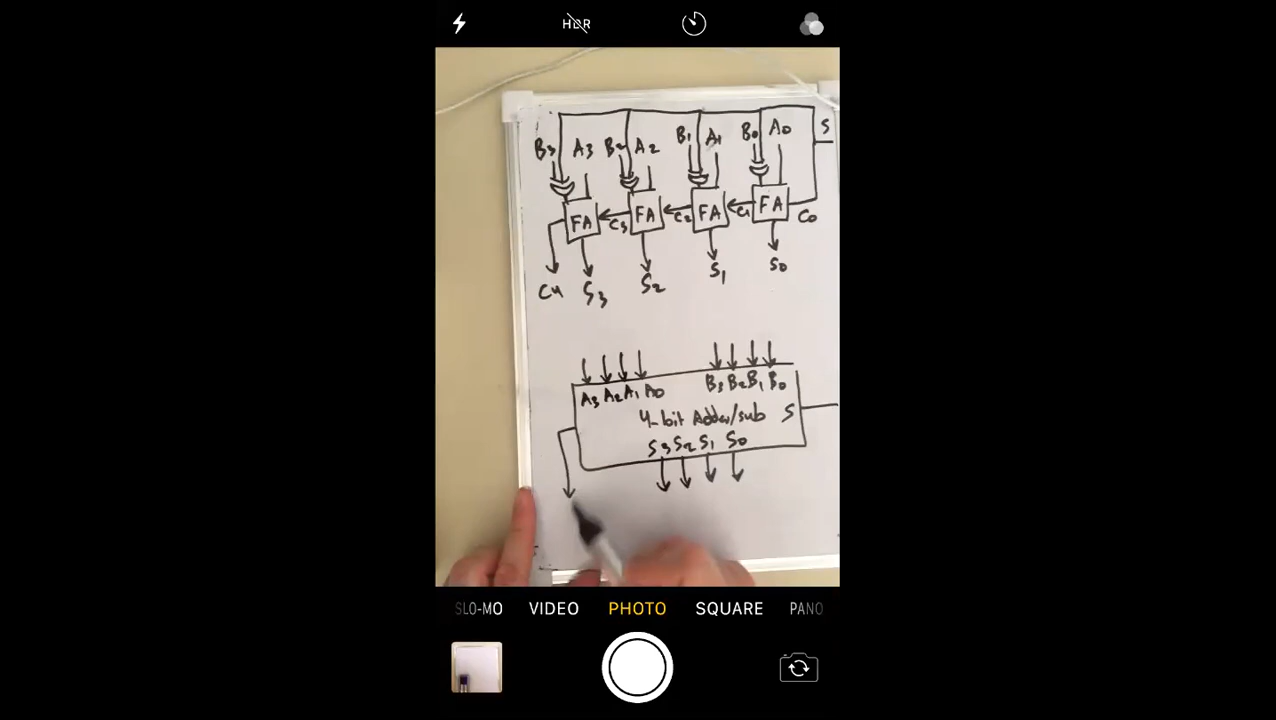 HDR
S
B3 A3 B2 A2 B1 A1 B0 A0
FA FA FA FA
C3 C2 C1 C0
C4 S3 S2 S1 S0
A3 A2 A1 A0 B3 B2 B1 B0
4-bit Adder/sub S
S3 S2 S1 S0
SLO-MO VIDEO PHOTO SQUARE PANO